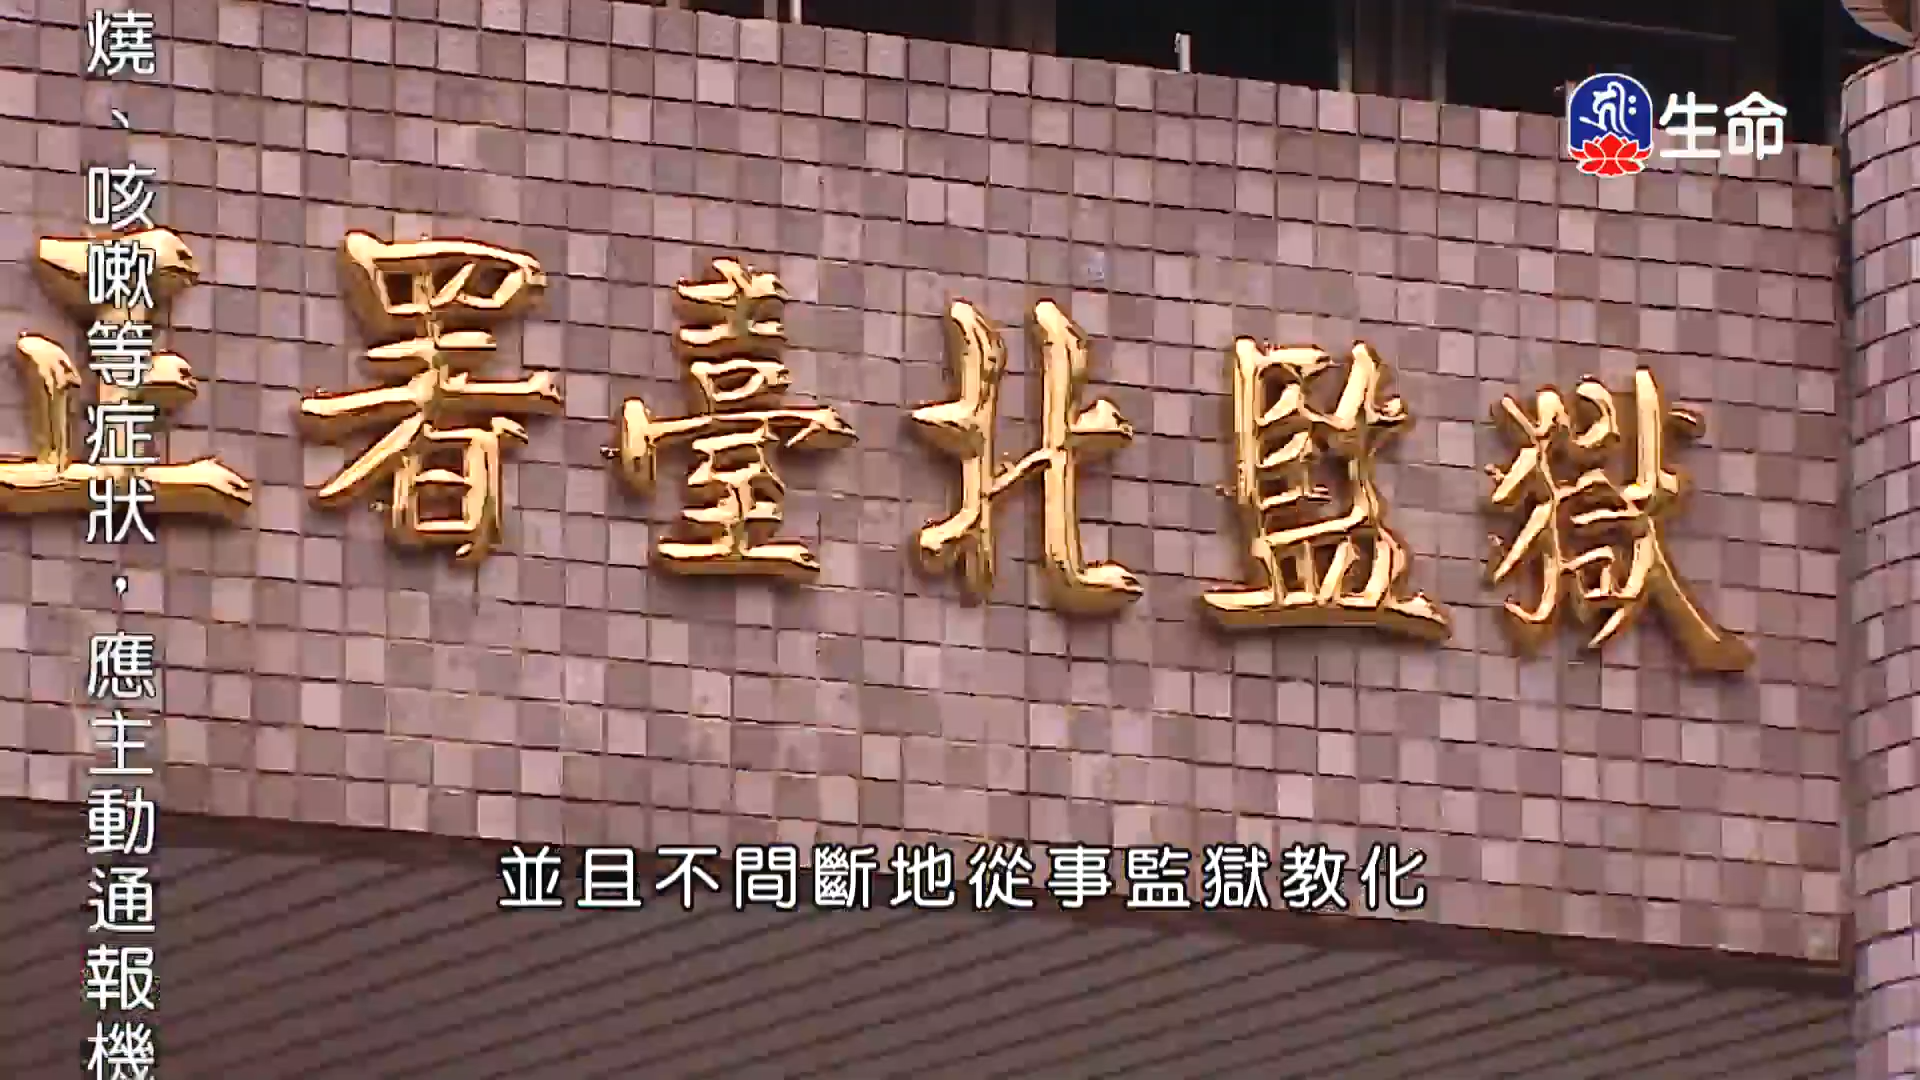 生命
署臺北監獄
燒、咳嗽等症狀，應主動通報機
並且不間斷地從事監獄教化